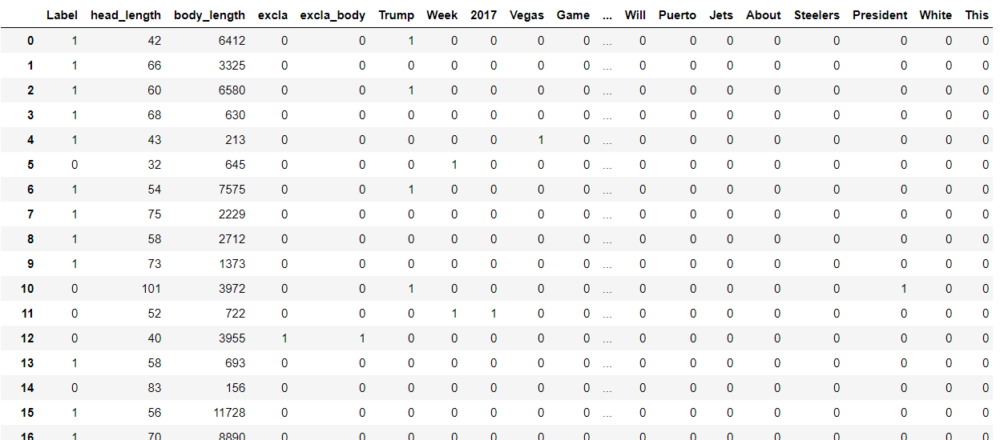 Label head_length body_length excla excla_body Trump Week 2017 Vegas Game ... Will Puerto Jets About Steelers President White This
0 1 42 6412 0 0 1 0 0 0 0 ... 0 0 0 0 0 0 0 0
1 1 66 3325 0 0 0 0 0 0 0 ... 0 0 0 0 0 0 0 0
2 1 60 6580 0 0 1 0 0 0 0 ... 0 0 0 0 0 0 0 0
3 1 68 630 0 0 0 0 0 0 0 ... 0 0 0 0 0 0 0 0
4 1 43 213 0 0 0 0 0 1 0 ... 0 0 0 0 0 0 0 0
5 0 32 645 0 0 0 1 0 0 0 ... 0 0 0 0 0 0 0 0
6 1 54 7575 0 0 1 0 0 0 0 ... 0 0 0 0 0 0 0 0
7 1 75 2229 0 0 0 0 0 0 0 ... 0 0 0 0 0 0 0 0
8 1 58 2712 0 0 0 0 0 0 0 ... 0 0 0 0 0 0 0 0
9 1 73 1373 0 0 0 0 0 0 0 ... 0 0 0 0 0 0 0 0
10 0 101 3972 0 0 1 0 0 0 0 ... 0 0 0 0 0 1 0 0
11 0 52 722 0 0 0 1 1 0 0 ... 0 0 0 0 0 0 0 0
12 0 40 3955 1 1 0 0 0 0 0 ... 0 0 0 0 0 0 0 0
13 1 58 693 0 0 0 0 0 0 0 ... 0 0 0 0 0 0 0 0
14 0 83 156 0 0 0 0 0 0 0 ... 0 0 0 0 0 0 0 0
15 1 56 11728 0 0 0 0 0 0 0 ... 0 0 0 0 0 0 0 0
16 1 70 8890 0 0 0 0 0 0 0 0 0 0 0 0 0 0 0